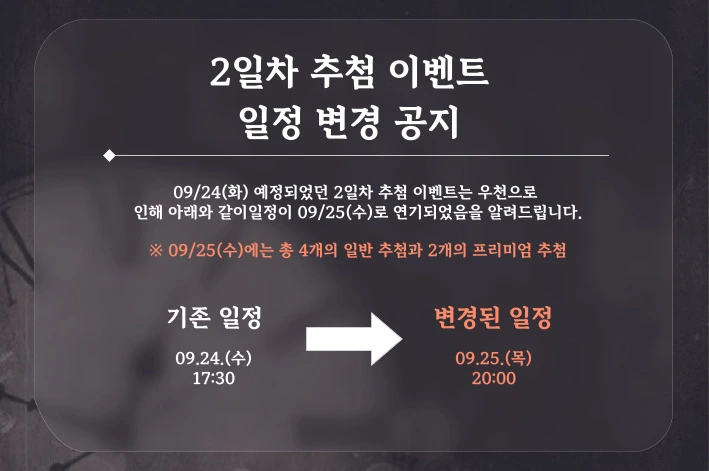 2일차 추첨 이벤트
일정 변경 공지
09/24(화) 예정되었던 2일차 추첨 이벤트는 우천으로
인해 아래와 같이일정이 09/25(수)로 연기되었음을 알려드립니다.
※ 09/25(수)에는 총 4개의 일반 추첨과 2개의 프리미엄 추첨
기존 일정
변경된 일정
09.24.(수)
17:30
09.25.(목)
20:00